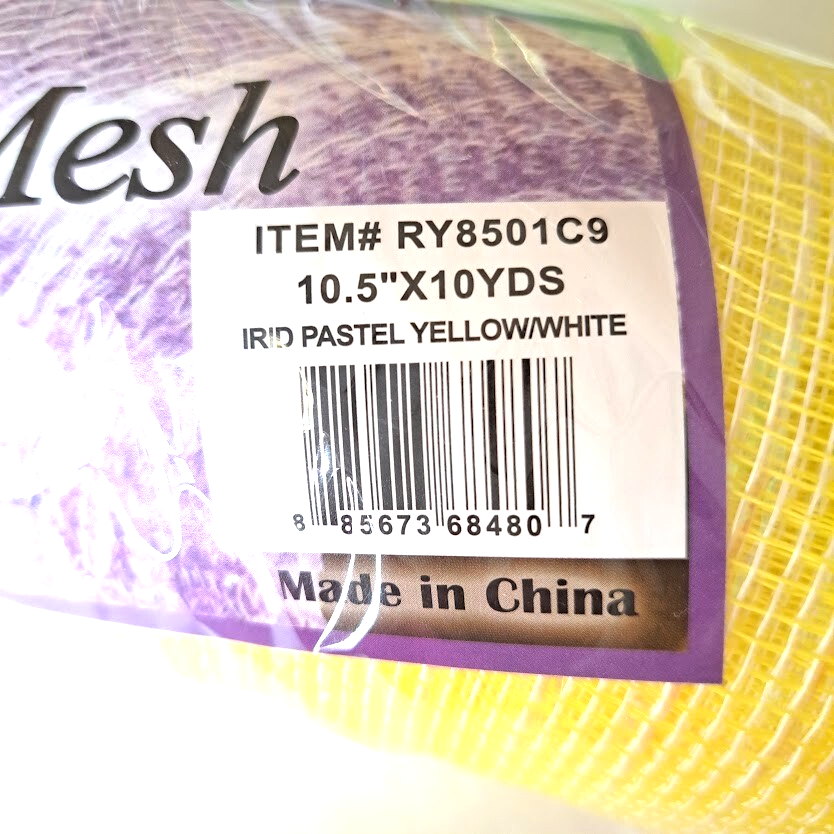 Mesh
ITEM# RY8501C9
10.5"X10YDS
IRID PASTEL YELLOW/WHITE
8 85673 68480 7
Made in China